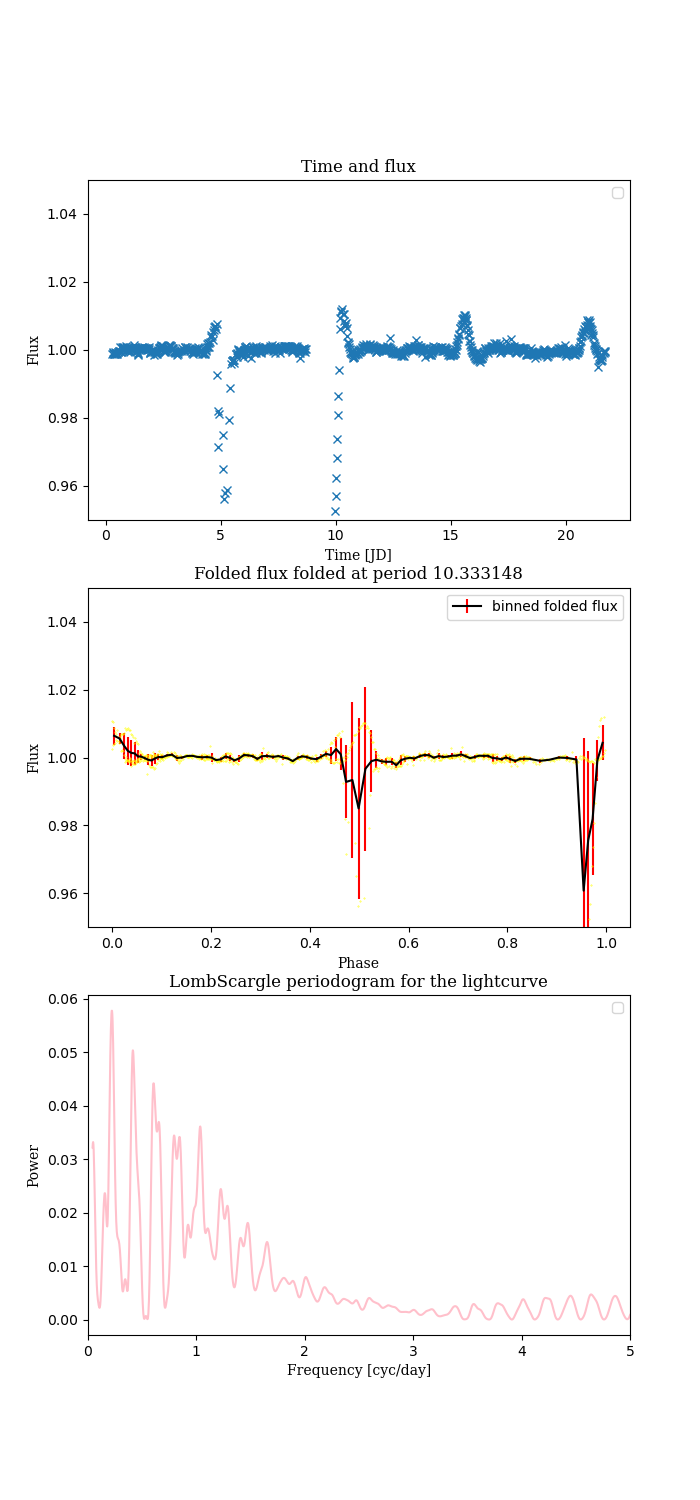 Time and flux
1.04
1.02
1.00
0.98
0.96
Flux
0 5 10 15 20
Time [JD]
Folded flux folded at period 10.333148
binned folded flux
1.04
1.02
1.00
0.98
0.96
Flux
0.0 0.2 0.4 0.6 0.8 1.0
Phase
LombScargle periodogram for the lightcurve
0.06
0.05
0.04
0.03
0.02
0.01
0.00
Power
0 1 2 3 4 5
Frequency [cyc/day]